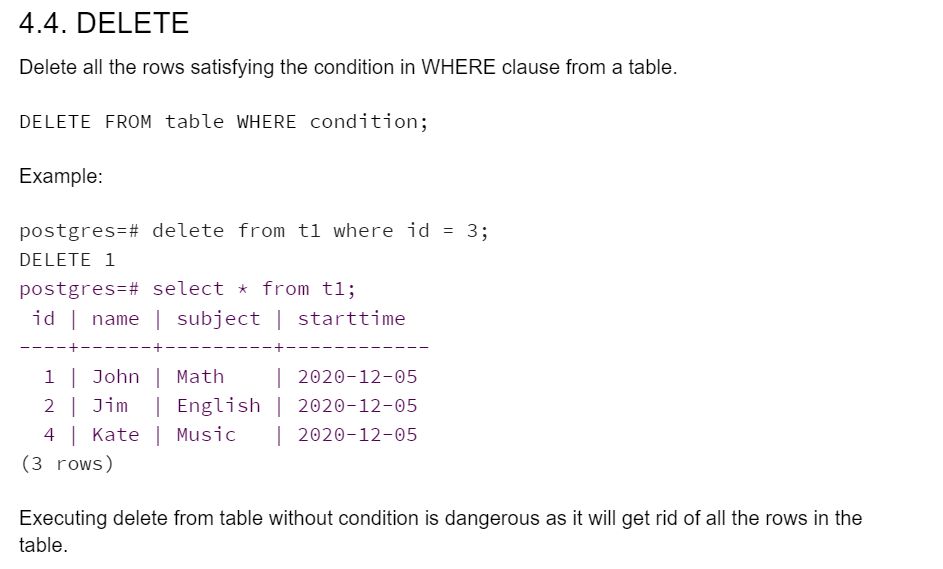 4.4. DELETE
Delete all the rows satisfying the condition in WHERE clause from a table.
DELETE FROM table WHERE condition;
Example:
postgres=# delete from t1 where id = 3;
DELETE 1
postgres=# select * from t1;
 id | name | subject | starttime
----+------+---------+------------
  1 | John | Math    | 2020-12-05
  2 | Jim  | English | 2020-12-05
  4 | Kate | Music   | 2020-12-05
(3 rows)
Executing delete from table without condition is dangerous as it will get rid of all the rows in the
table.